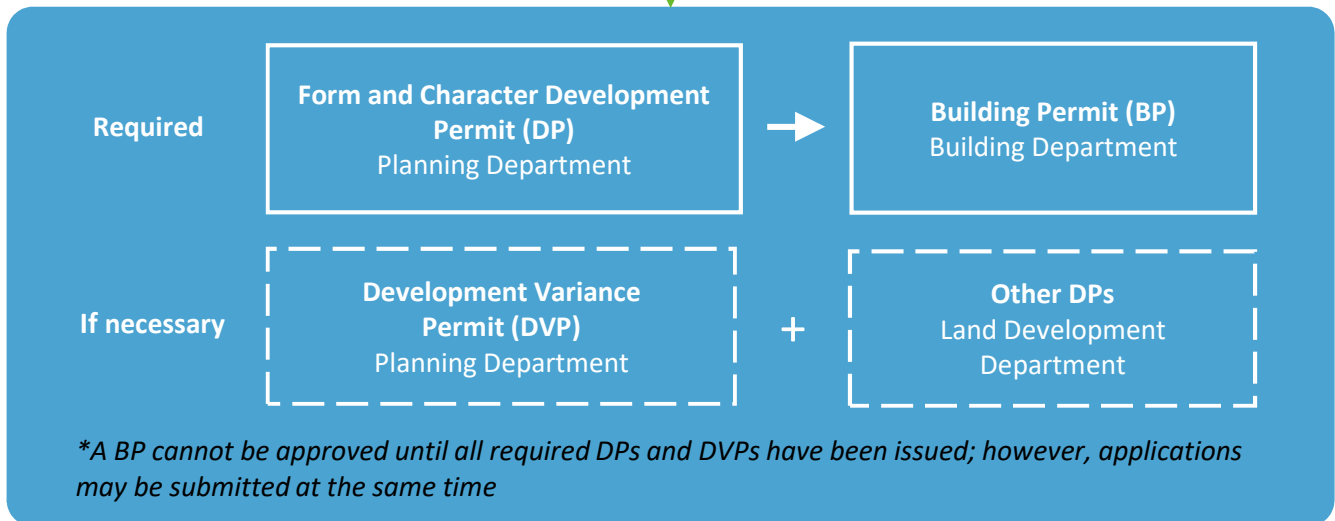 Required
Form and Character Development
Permit (DP)
Planning Department
Building Permit (BP)
Building Department
If necessary
Development Variance
Permit (DVP)
Planning Department
+
Other DPs
Land Development
Department
*A BP cannot be approved until all required DPs and DVPs have been issued; however, applications
may be submitted at the same time